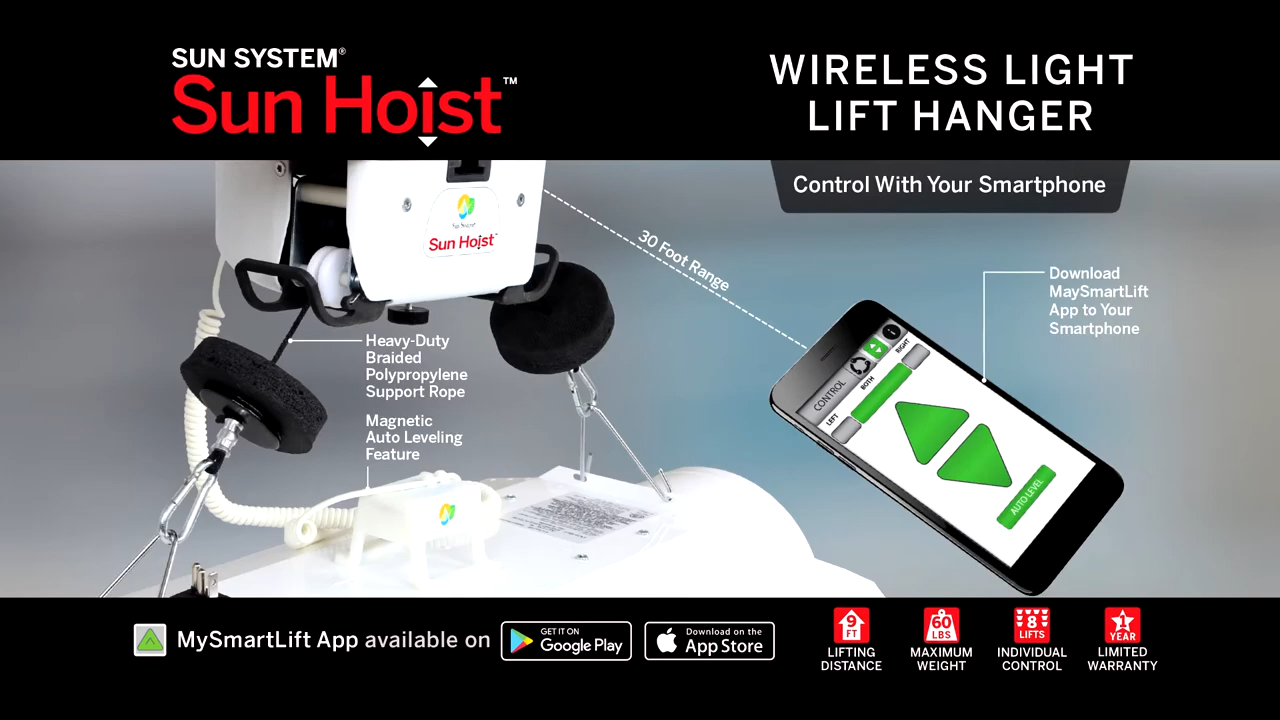 SUN SYSTEM®
Sun Hoist™
WIRELESS LIGHT
LIFT HANGER
Control With Your Smartphone
Sun System®
Sun Hoist™
30 Foot Range
Download
MaySmartLift
App to Your
Smartphone
Heavy-Duty
Braided
Polypropylene
Support Rope
Magnetic
Auto Leveling
Feature
i
CONTROL
LEFT
BOTH
RIGHT
AUTO LEVEL
MySmartLift App available on
GET IT ON
Google Play
Download on the
App Store
9
FT
LIFTING
DISTANCE
60
LBS
MAXIMUM
WEIGHT
8
LIFTS
INDIVIDUAL
CONTROL
1
YEAR
LIMITED
WARRANTY